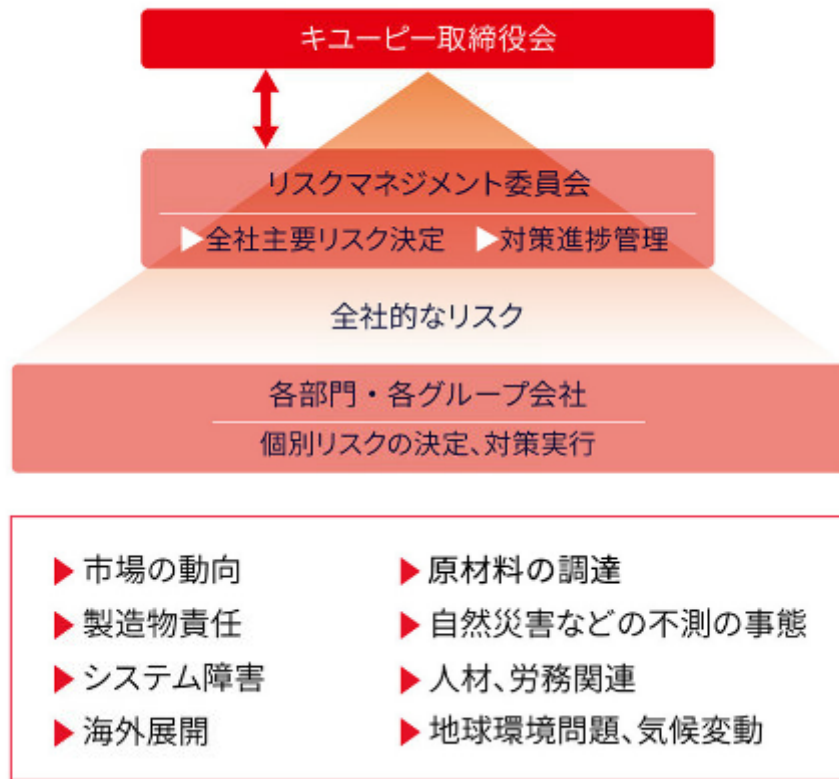 キユーピー取締役会
リスクマネジメント委員会
▶全社主要リスク決定 ▶対策進捗管理
全社的なリスク
各部門・各グループ会社
個別リスクの決定、対策実行
▶市場の動向
▶製造物責任
▶システム障害
▶海外展開
▶原材料の調達
▶自然災害などの不測の事態
▶人材、労務関連
▶地球環境問題、気候変動